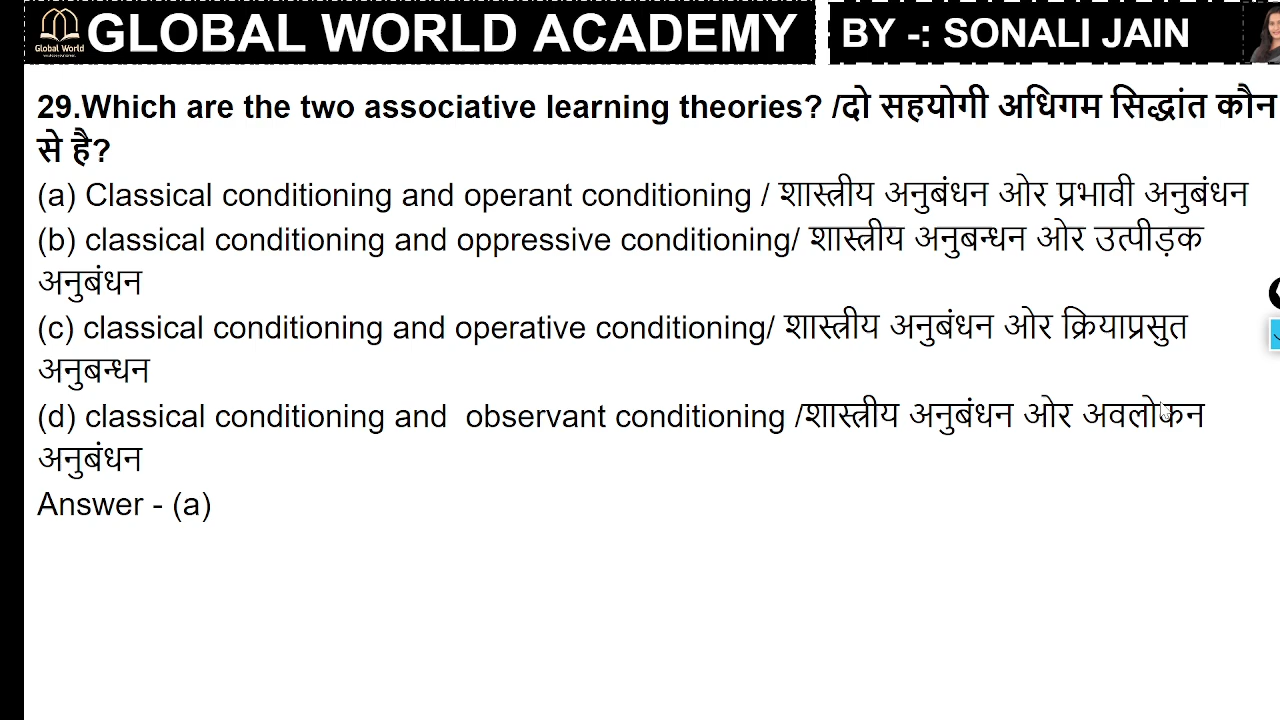 GLOBAL WORLD ACADEMY
BY -: SONALI JAIN
Global World
29.Which are the two associative learning theories? /दो सहयोगी अधिगम सिद्धांत कौन
से है?
(a) Classical conditioning and operant conditioning / शास्त्रीय अनुबंधन ओर प्रभावी अनुबंधन
(b) classical conditioning and oppressive conditioning/ शास्त्रीय अनुबन्धन ओर उत्पीड़क
अनुबंधन
(c) classical conditioning and operative conditioning/ शास्त्रीय अनुबंधन ओर क्रियाप्रसुत
अनुबन्धन
(d) classical conditioning and  observant conditioning /शास्त्रीय अनुबंधन ओर अवलोकन
अनुबंधन
Answer - (a)